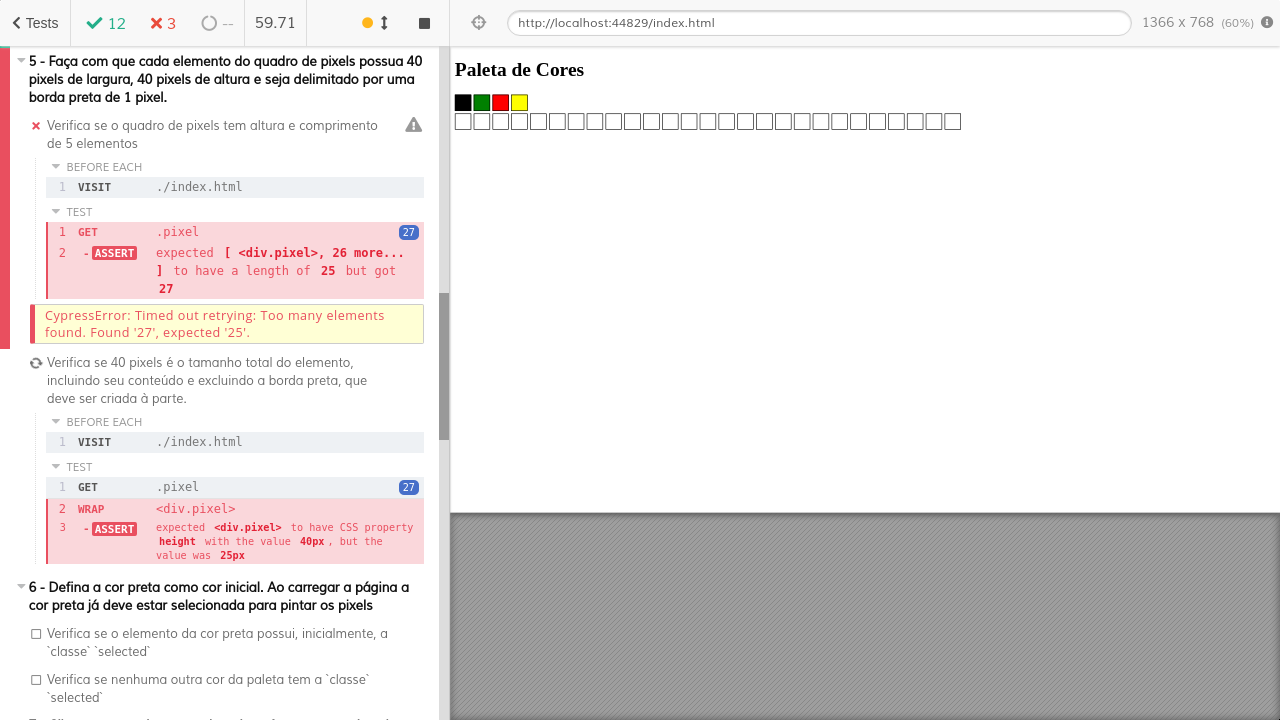 Tests
12
3
--
59.71
http://localhost:44829/index.html
1366 x 768 (60%)
5 - Faça com que cada elemento do quadro de pixels possua 40
pixels de largura, 40 pixels de altura e seja delimitado por uma
borda preta de 1 pixel.
Verifica se o quadro de pixels tem altura e comprimento
de 5 elementos
BEFORE EACH
1 VISIT ./index.html
TEST
1 GET .pixel 27
2 -ASSERT expected [ <div.pixel>, 26 more...
] to have a length of 25 but got
27
CypressError: Timed out retrying: Too many elements
found. Found '27', expected '25'.
Verifica se 40 pixels é o tamanho total do elemento,
incluindo seu conteúdo e excluindo a borda preta, que
deve ser criada à parte.
BEFORE EACH
1 VISIT ./index.html
TEST
1 GET .pixel 27
2 WRAP <div.pixel>
3 -ASSERT expected <div.pixel> to have CSS property
height with the value 40px, but the
value was 25px
6 - Defina a cor preta como cor inicial. Ao carregar a página a
cor preta já deve estar selecionada para pintar os pixels
Verifica se o elemento da cor preta possui, inicialmente, a
`classe` `selected`
Verifica se nenhuma outra cor da paleta tem a `classe`
`selected`
Paleta de Cores